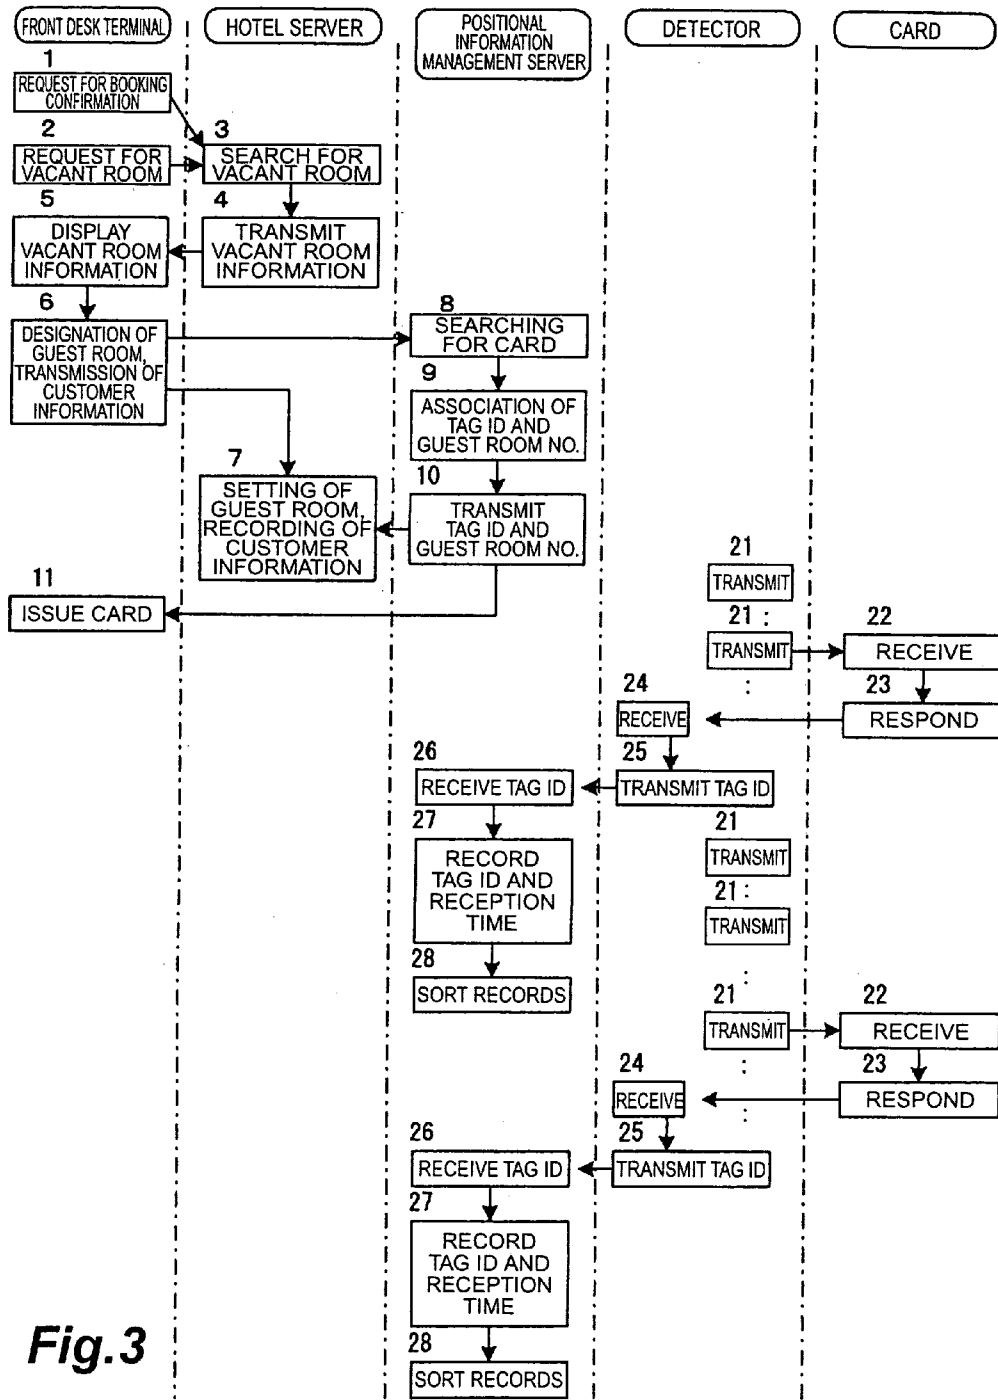 FRONT DESK TERMINAL
HOTEL SERVER
POSITIONAL
INFORMATION
MANAGEMENT SERVER
DETECTOR
CARD
1
REQUEST FOR BOOKING
CONFIRMATION
2
REQUEST FOR
VACANT ROOM
3
SEARCH FOR
VACANT ROOM
4
TRANSMIT
VACANT ROOM
INFORMATION
5
DISPLAY
VACANT ROOM
INFORMATION
6
DESIGNATION OF
GUEST ROOM,
TRANSMISSION OF
CUSTOMER
INFORMATION
8
SEARCHING
FOR CARD
9
ASSOCIATION OF
TAG ID AND
GUEST ROOM NO.
7
SETTING OF
GUEST ROOM,
RECORDING OF
CUSTOMER
INFORMATION
10
TRANSMIT
TAG ID AND
GUEST ROOM NO.
11
ISSUE CARD
21
TRANSMIT
21 :
TRANSMIT
:
22
RECEIVE
23
RESPOND
24
RECEIVE
25
TRANSMIT TAG ID
26
RECEIVE TAG ID
27
RECORD
TAG ID AND
RECEPTION
TIME
28
SORT RECORDS
21
TRANSMIT
21 :
TRANSMIT
:
21
TRANSMIT
:
22
RECEIVE
23
RESPOND
24
RECEIVE
:
25
TRANSMIT TAG ID
26
RECEIVE TAG ID
27
RECORD
TAG ID AND
RECEPTION
TIME
28
SORT RECORDS
Fig.3